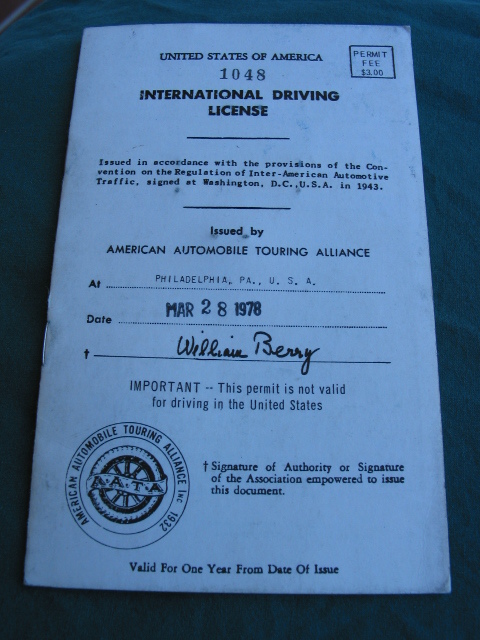 UNITED STATES OF AMERICA
1048
PERMIT
FEE
$3.00
INTERNATIONAL DRIVING
LICENSE
Issued in accordance with the provisions of the Con-
vention on the Regulation of Inter-American Automotive
Traffic, signed at Washington, D.C.,U.S.A. in 1943.
Issued by
AMERICAN AUTOMOBILE TOURING ALLIANCE
At PHILADELPHIA, PA., U. S. A.
Date MAR 28 1978
† William Berry
IMPORTANT -- This permit is not valid
for driving in the United States
AMERICAN AUTOMOBILE TOURING ALLIANCE Inc 1932
A.A.T.A
† Signature of Authority or Signature
of the Association empowered to issue
this document.
Valid For One Year From Date Of Issue